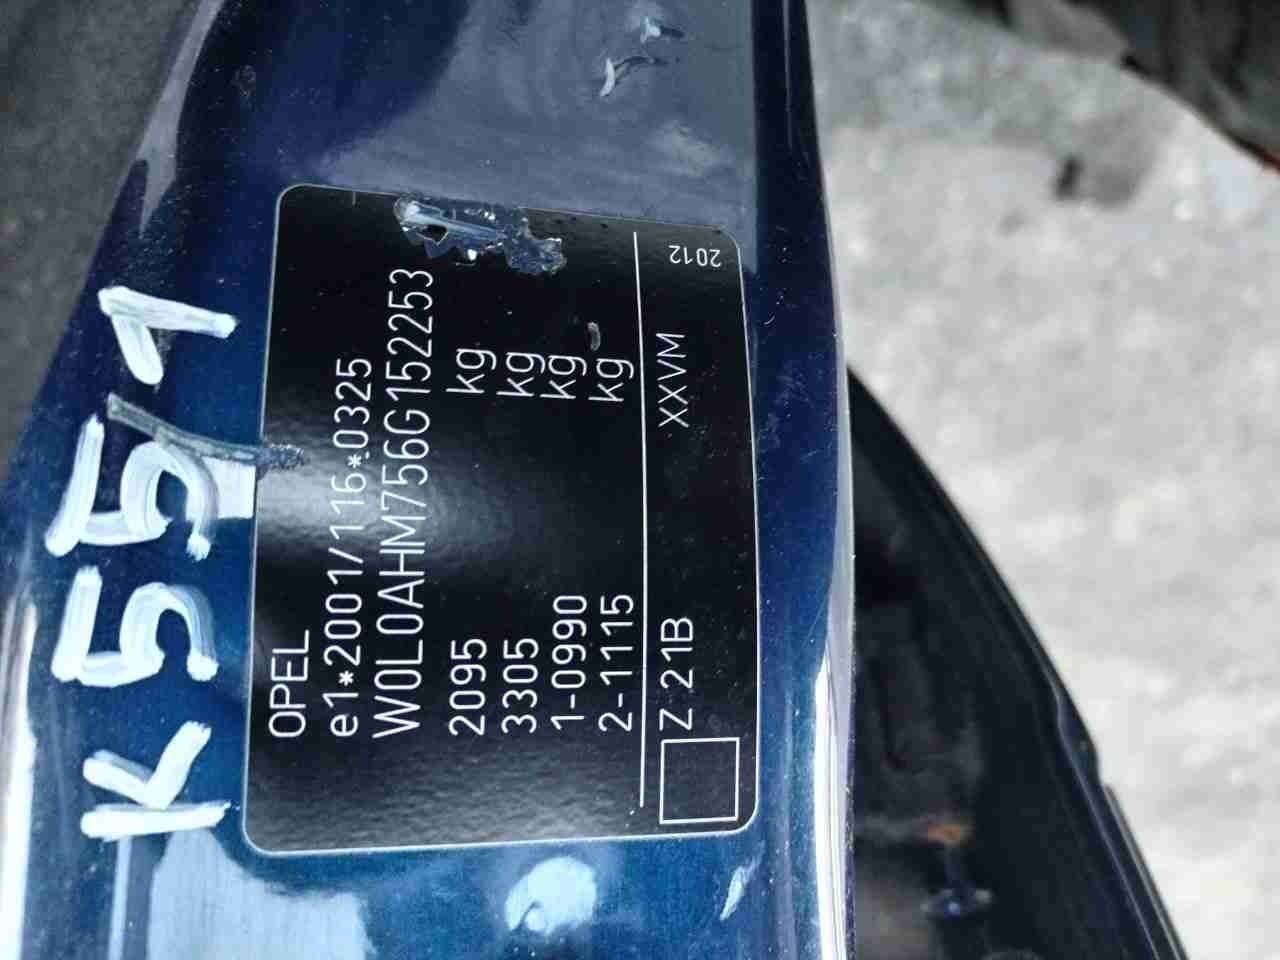 K551
OPEL
e1*2001/116*0325
W0L0AHM756G152253
2095 kg
3305 kg
1-0990 kg
2-1115 kg
Z 21B XXVM 2012